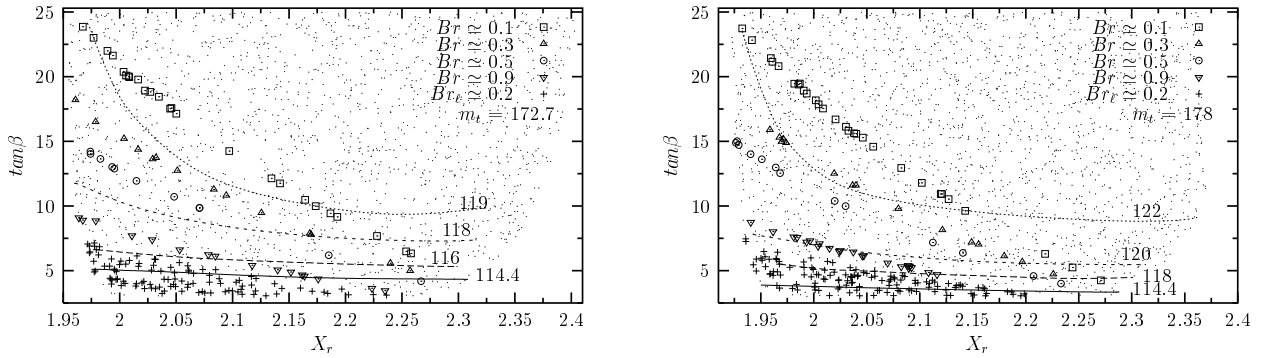 25
20
15
10
5
tanβ
Br ≃ 0.1
Br ≃ 0.3
Br ≃ 0.5
Br ≃ 0.9
Br_ℓ ≃ 0.2
m_t = 172.7
119
118
116
114.4
1.95 2 2.05 2.1 2.15 2.2 2.25 2.3 2.35 2.4
X_r
25
20
15
10
5
tanβ
Br ≃ 0.1
Br ≃ 0.3
Br ≃ 0.5
Br ≃ 0.9
Br_ℓ ≃ 0.2
m_t = 178
122
120
118
114.4
1.95 2 2.05 2.1 2.15 2.2 2.25 2.3 2.35 2.4
X_r